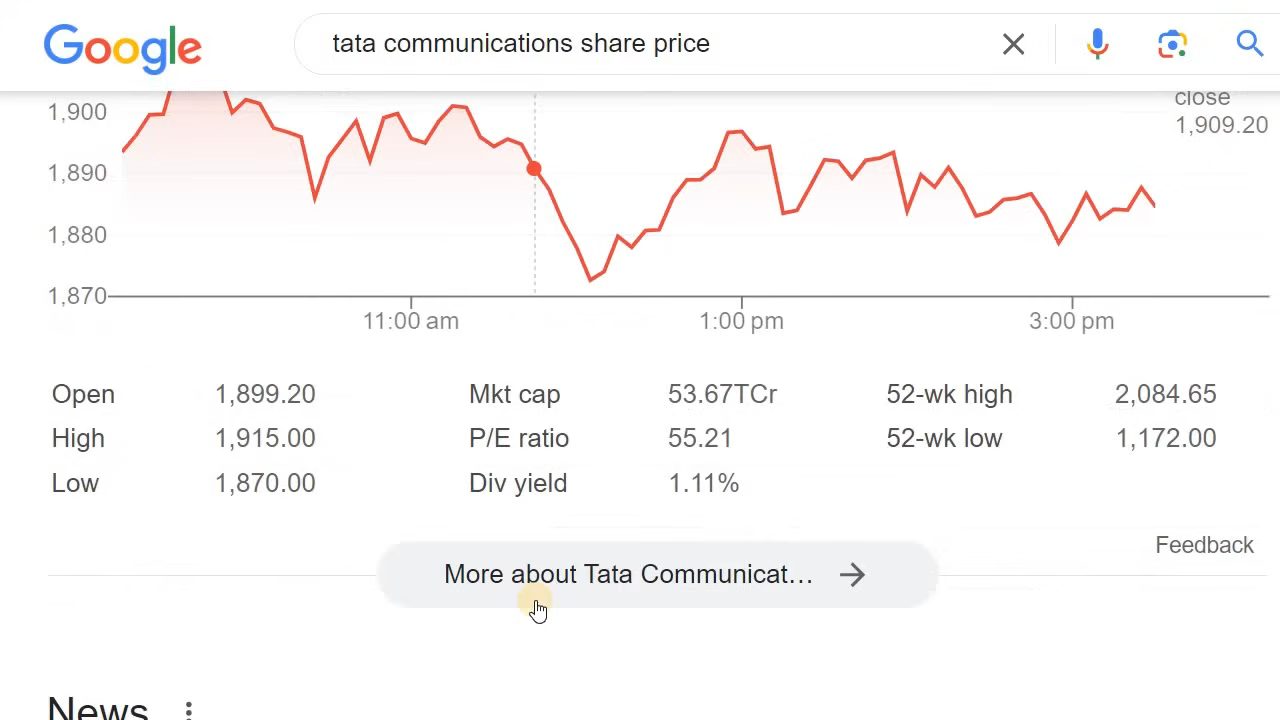 Google
tata communications share price
close
1,909.20
1,900
1,890
1,880
1,870
11:00 am 1:00 pm 3:00 pm
Open 1,899.20 Mkt cap 53.67TCr 52-wk high 2,084.65
High 1,915.00 P/E ratio 55.21 52-wk low 1,172.00
Low 1,870.00 Div yield 1.11%
Feedback
More about Tata Communicat...
News